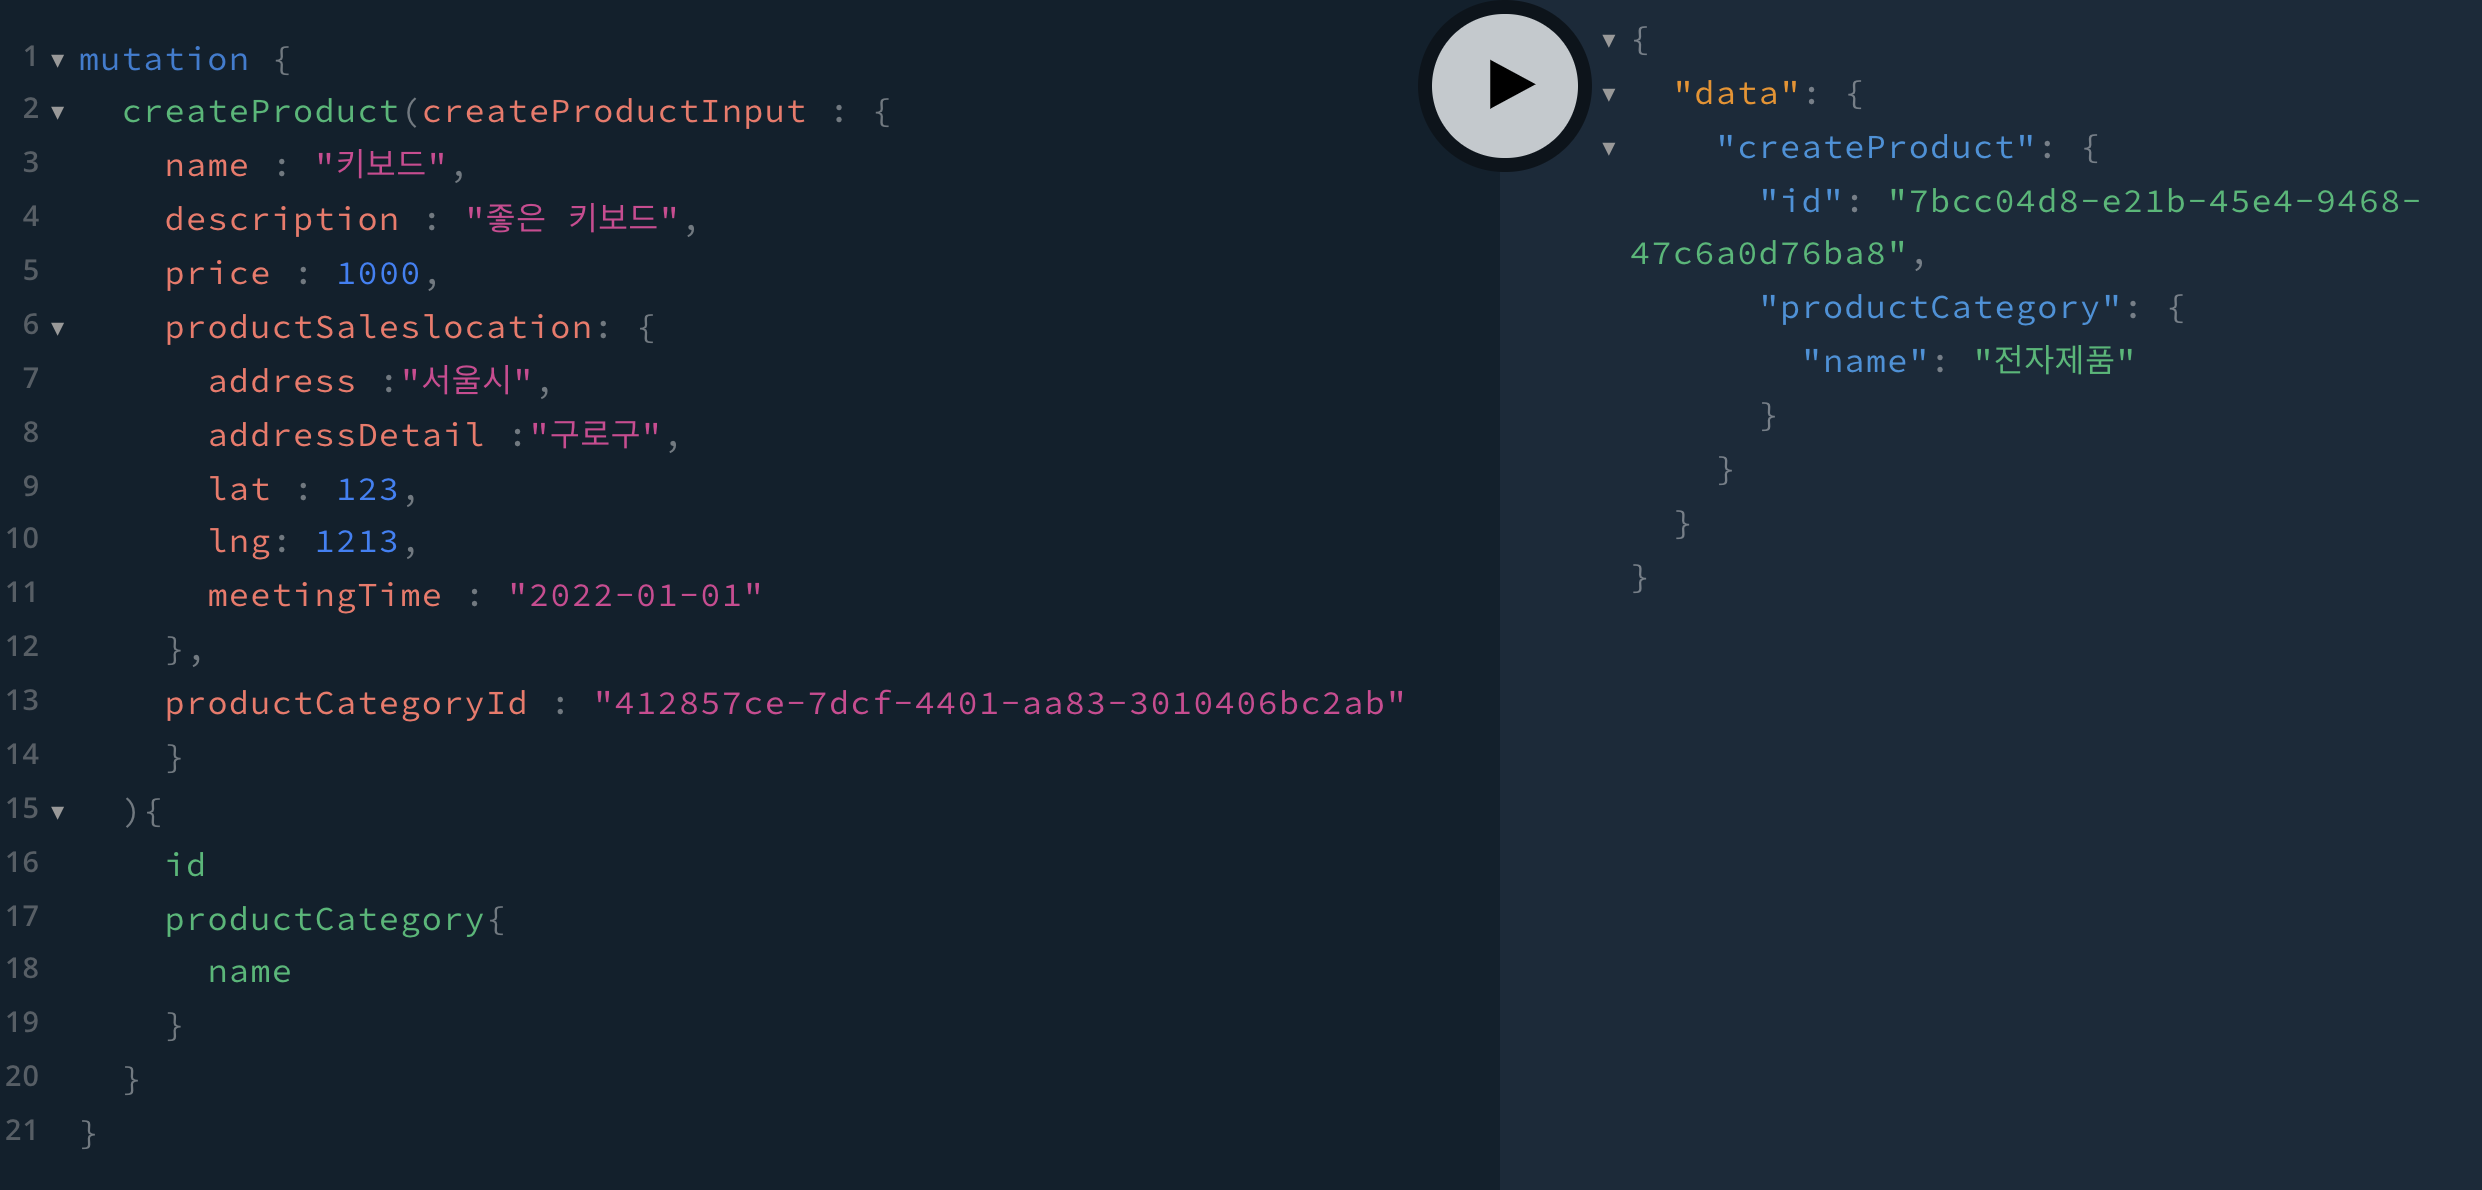 1 mutation {
2 createProduct(createProductInput : {
3 name : "키보드",
4 description : "좋은 키보드",
5 price : 1000,
6 productSaleslocation: {
7 address :"서울시",
8 addressDetail :"구로구",
9 lat : 123,
10 lng: 1213,
11 meetingTime : "2022-01-01"
12 },
13 productCategoryId : "412857ce-7dcf-4401-aa83-3010406bc2ab"
14 }
15 ){
16 id
17 productCategory{
18 name
19 }
20 }
21 }
{
"data": {
"createProduct": {
"id": "7bcc04d8-e21b-45e4-9468-
47c6a0d76ba8",
"productCategory": {
"name": "전자제품"
}
}
}
}